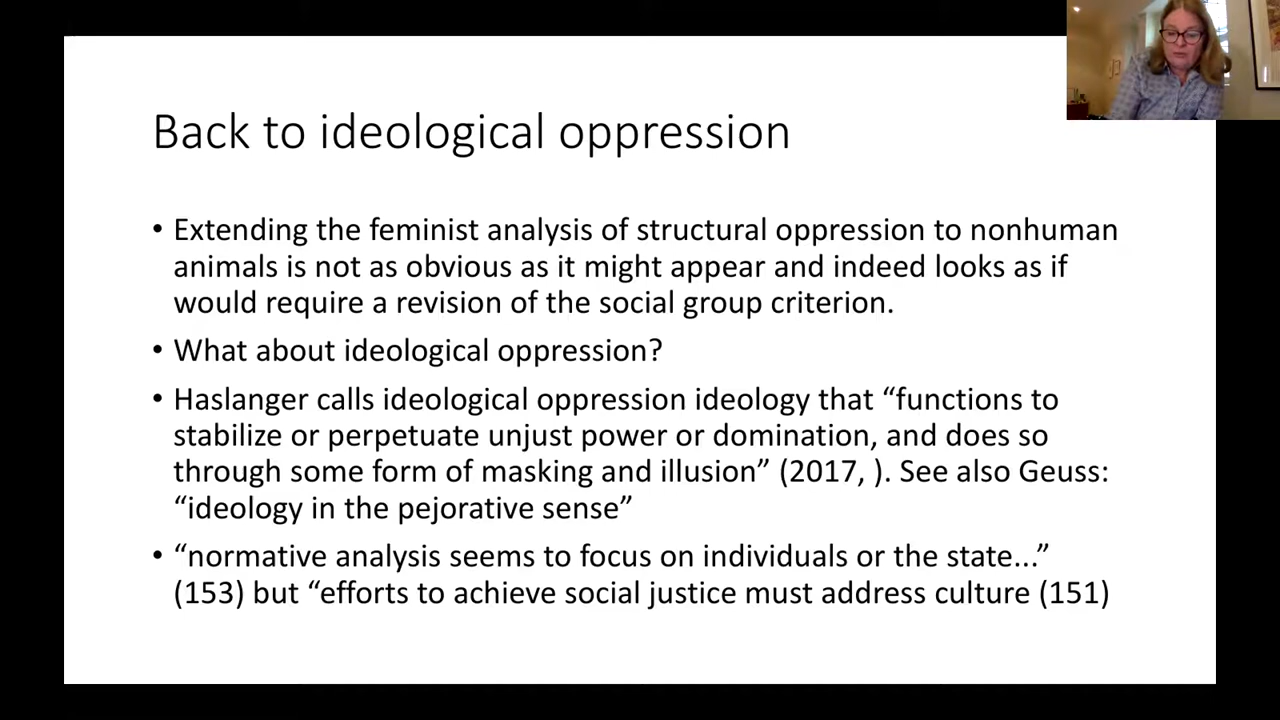 Back to ideological oppression
• Extending the feminist analysis of structural oppression to nonhuman
animals is not as obvious as it might appear and indeed looks as if
would require a revision of the social group criterion.
• What about ideological oppression?
• Haslanger calls ideological oppression ideology that “functions to
stabilize or perpetuate unjust power or domination, and does so
through some form of masking and illusion” (2017, ). See also Geuss:
“ideology in the pejorative sense”
• “normative analysis seems to focus on individuals or the state...”
(153) but “efforts to achieve social justice must address culture (151)